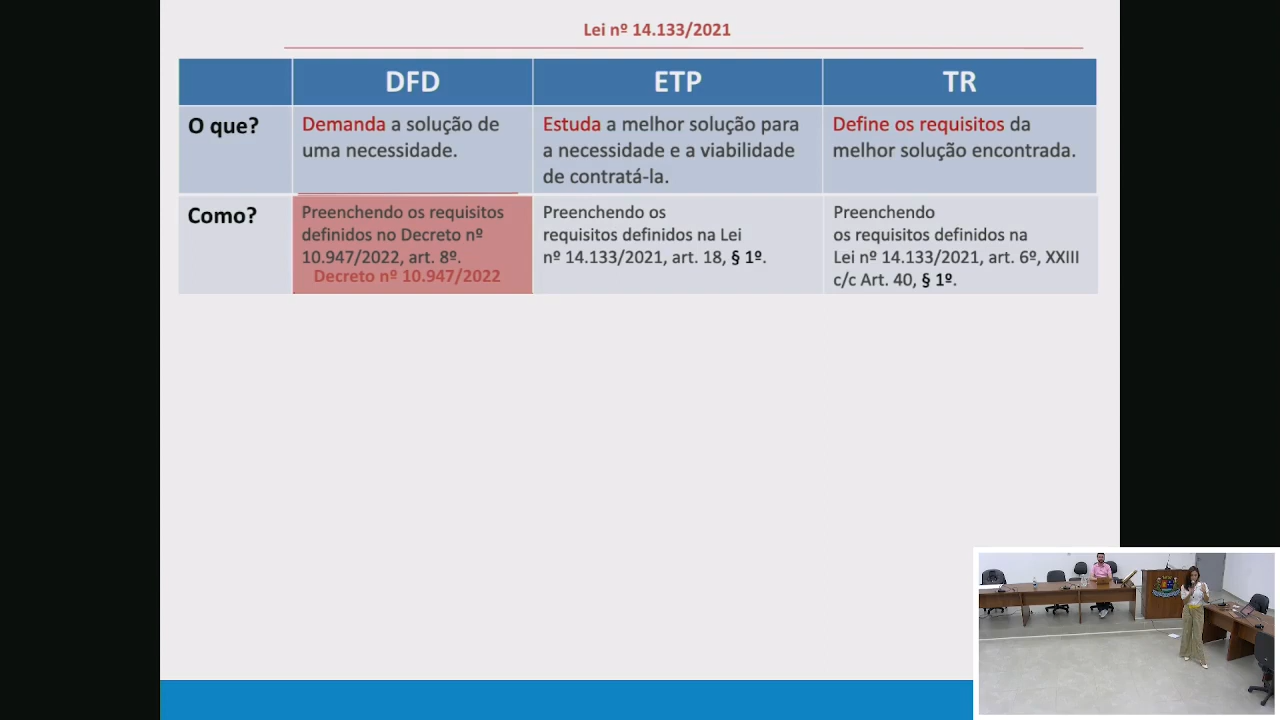 Lei nº 14.133/2021
DFD
ETP
TR
O que?
Demanda a solução de
uma necessidade.
Estuda a melhor solução para
a necessidade e a viabilidade
de contratá-la.
Define os requisitos da
melhor solução encontrada.
Como?
Preenchendo os requisitos
definidos no Decreto nº
10.947/2022, art. 8º.
Decreto nº 10.947/2022
Preenchendo os
requisitos definidos na Lei
nº 14.133/2021, art. 18, § 1º.
Preenchendo
os requisitos definidos na
Lei nº 14.133/2021, art. 6º, XXIII
c/c Art. 40, § 1º.